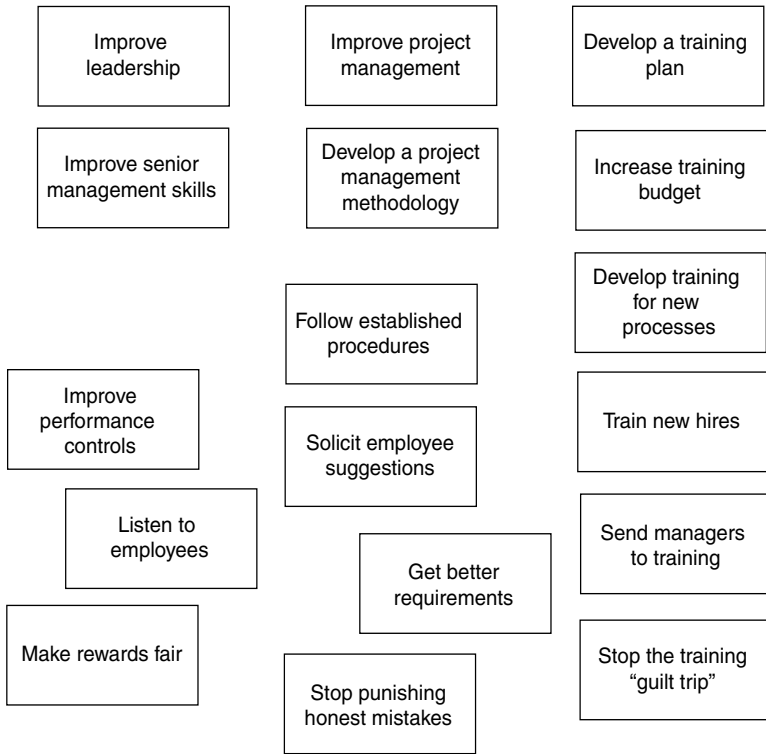 Improve
leadership
Improve project
management
Develop a training
plan
Improve senior
management skills
Develop a project
management
methodology
Increase training
budget
Develop training
for new
processes
Follow established
procedures
Improve
performance
controls
Train new hires
Solicit employee
suggestions
Listen to
employees
Send managers
to training
Get better
requirements
Make rewards fair
Stop the training
“guilt trip”
Stop punishing
honest mistakes